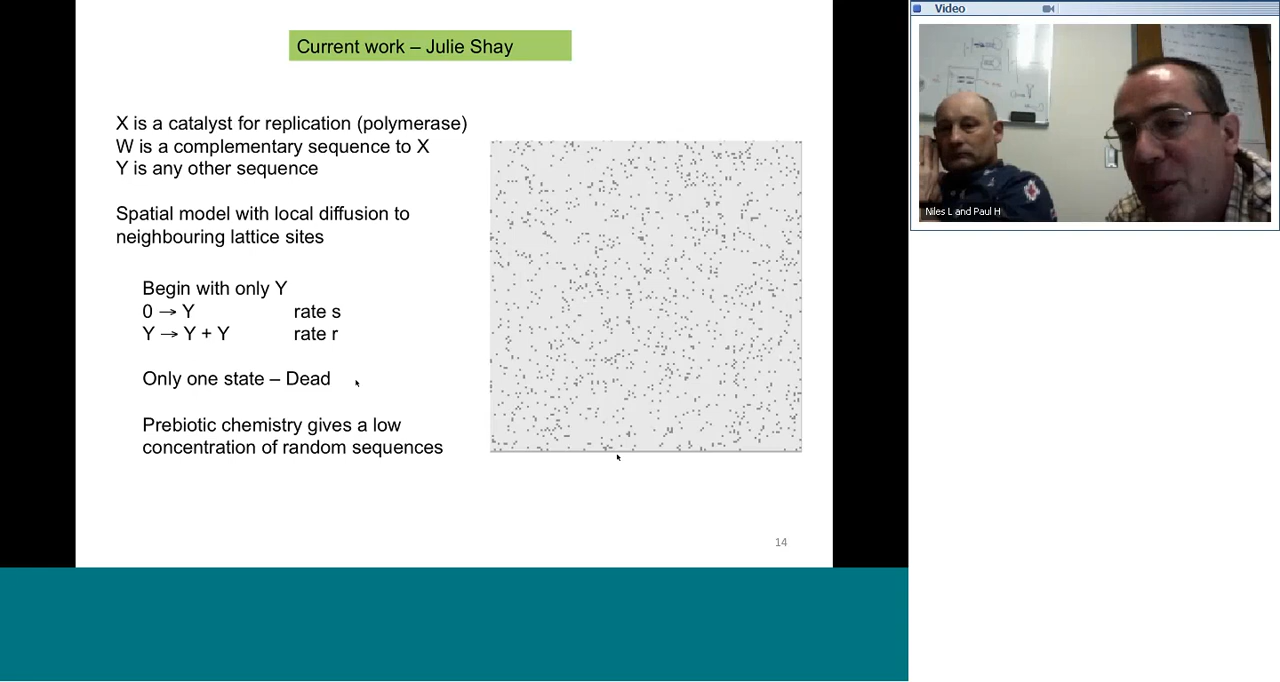 Current work – Julie Shay
X is a catalyst for replication (polymerase)
W is a complementary sequence to X
Y is any other sequence
Spatial model with local diffusion to
neighbouring lattice sites
Begin with only Y
0 → Y rate s
Y → Y + Y rate r
Only one state – Dead
Prebiotic chemistry gives a low
concentration of random sequences
14
Video
Niles L and Paul H